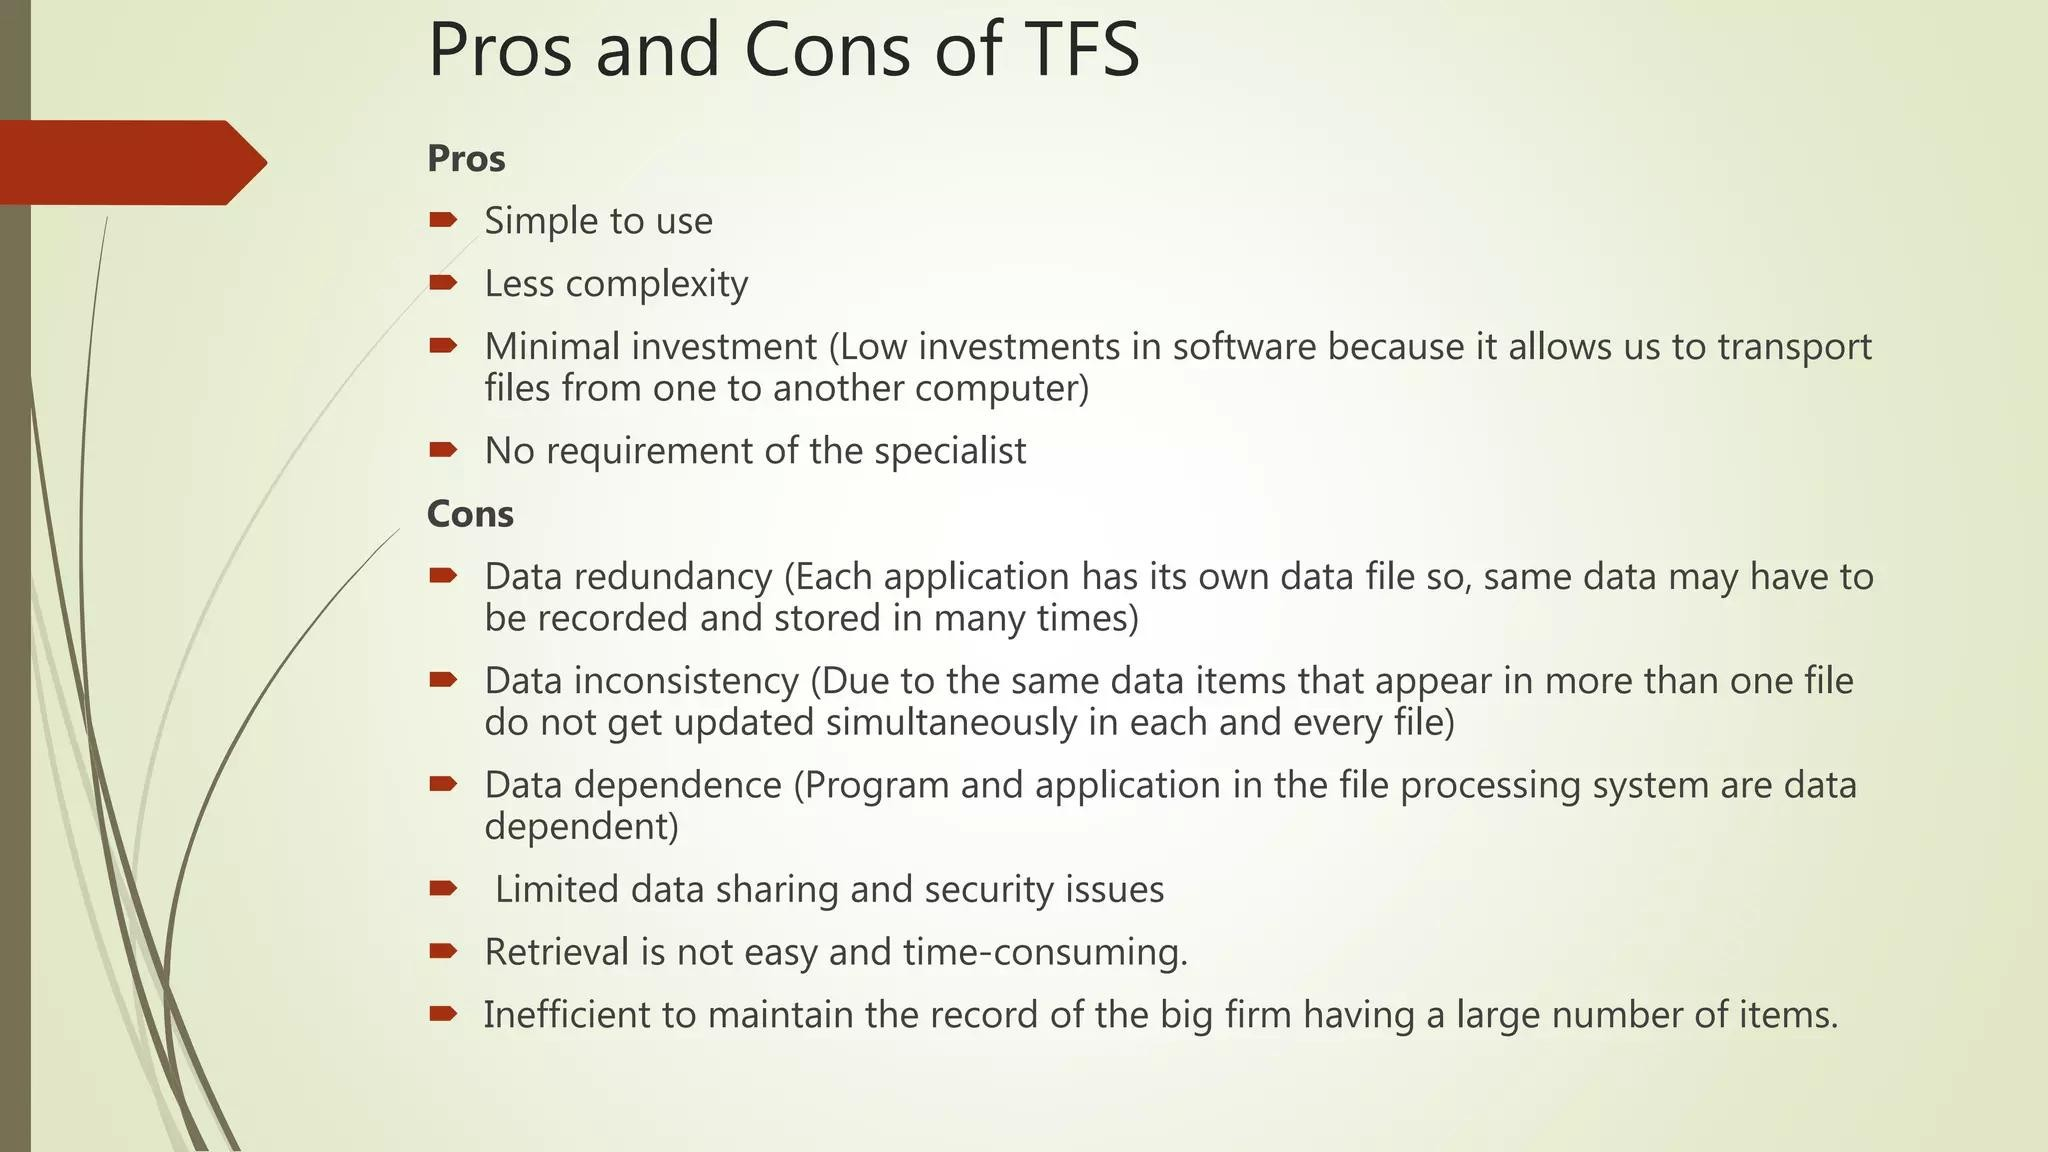 Pros and Cons of TFS
Pros
Simple to use
Less complexity
Minimal investment (Low investments in software because it allows us to transport
files from one to another computer)
No requirement of the specialist
Cons
Data redundancy (Each application has its own data file so, same data may have to
be recorded and stored in many times)
Data inconsistency (Due to the same data items that appear in more than one file
do not get updated simultaneously in each and every file)
Data dependence (Program and application in the file processing system are data
dependent)
Limited data sharing and security issues
Retrieval is not easy and time-consuming.
Inefficient to maintain the record of the big firm having a large number of items.